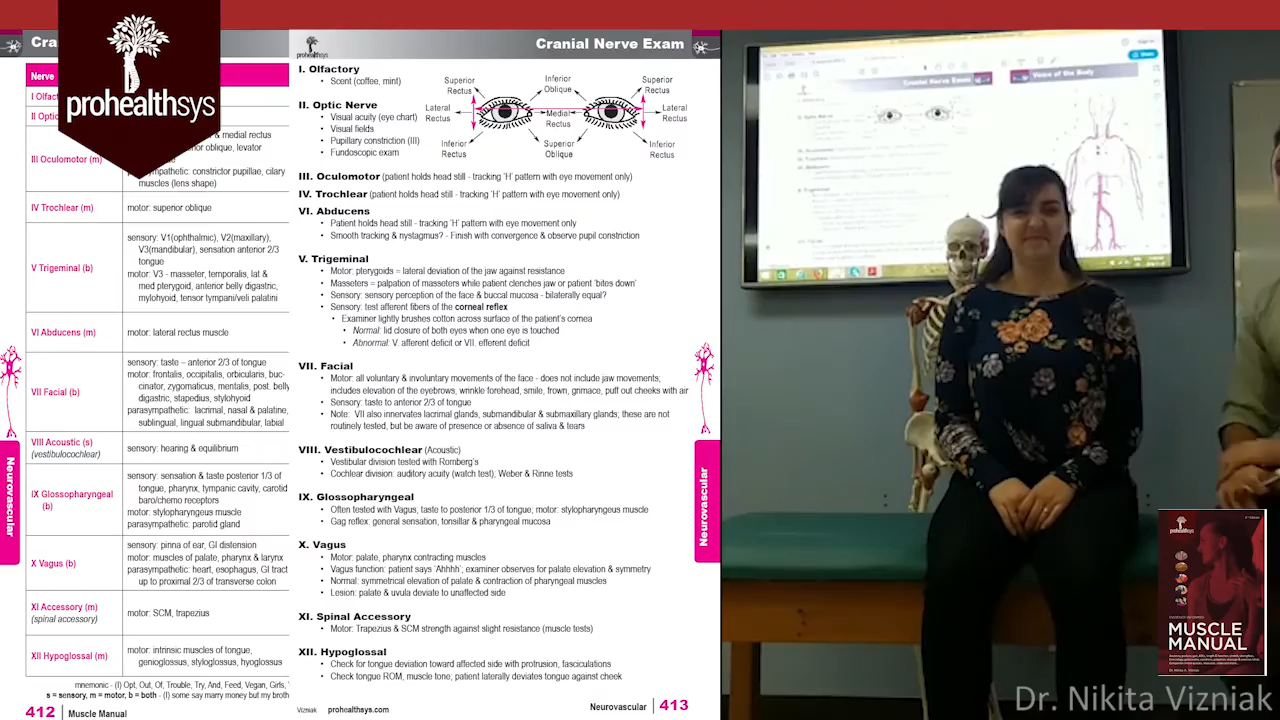 prohealthsys
Cra
Nerve
I Olfac
II Optic
& medial rectus
rior oblique, levator
III Oculomotor (m)
mpathetic: constrictor pupillae, cilary
muscles (lens shape)
IV Trochlear (m)
motor: superior oblique
V Trigeminal (b)
sensory: V1(ophthalmic), V2(maxillary),
V3(mandibular), sensation anterior 2/3
tongue
motor: V3 - masseter, temporalis, lat &
med pterygoid, anterior belly digastric,
mylohyoid, tensor tympani/veli palatini
VI Abducens (m)
motor: lateral rectus muscle
VII Facial (b)
sensory: taste – anterior 2/3 of tongue
motor: frontalis, occipitalis, orbicularis, buc-
cinator, zygomaticus, mentalis, post. belly
digastric, stapedius, stylohyoid
parasympathetic: lacrimal, nasal & palatine,
sublingual, lingual submandibular, labial
VIII Acoustic (s)
(vestibulocochlear)
sensory: hearing & equilibrium
IX Glossopharyngeal
(b)
sensory: sensation & taste posterior 1/3 of
tongue, pharynx, tympanic cavity, carotid
baro/chemo receptors
motor: stylopharyngeus muscle
parasympathetic: parotid gland
X Vagus (b)
sensory: pinna of ear, GI distension
motor: muscles of palate, pharynx & larynx
parasympathetic: heart, esophagus, GI tract
up to proximal 2/3 of transverse colon
XI Accessory (m)
(spinal accessory)
motor: SCM, trapezius
XII Hypoglossal (m)
motor: intrinsic muscles of tongue,
genioglossus, styloglossus, hyoglossus
mnemonic - (I) Opt, Out, Of, Trouble, Try, And, Feed, Vegan, Girls,
s = sensory, m = motor, b = both - (I) some say marry money but my broth
412 Muscle Manual
Neurovascular
prohealthsys
Cranial Nerve Exam
I. Olfactory
• Scent (coffee, mint)
II. Optic Nerve
• Visual acuity (eye chart)
• Visual fields
• Pupillary constriction (III)
• Fundoscopic exam
Superior Rectus
Inferior Oblique
Superior Rectus
Lateral Rectus
Medial Rectus
Lateral Rectus
Inferior Rectus
Superior Oblique
Inferior Rectus
III. Oculomotor (patient holds head still - tracking 'H' pattern with eye movement only)
IV. Trochlear (patient holds head still - tracking 'H' pattern with eye movement only)
VI. Abducens
• Patient holds head still - tracking 'H' pattern with eye movement only
• Smooth tracking & nystagmus? - Finish with convergence & observe pupil constriction
V. Trigeminal
• Motor: pterygoids = lateral deviation of the jaw against resistance
• Masseters = palpation of masseters while patient clenches jaw or patient 'bites down'
• Sensory: sensory perception of the face & buccal mucosa - bilaterally equal?
• Sensory: test afferent fibers of the corneal reflex
• Examiner lightly brushes cotton across surface of the patient's cornea
• Normal: lid closure of both eyes when one eye is touched
• Abnormal: V. afferent deficit or VII. efferent deficit
VII. Facial
• Motor: all voluntary & involuntary movements of the face - does not include jaw movements;
includes elevation of the eyebrows, wrinkle forehead, smile, frown, grimace, puff out cheeks with air
• Sensory: taste to anterior 2/3 of tongue
• Note: VII also innervates lacrimal glands, submandibular & submaxillary glands; these are not
routinely tested, but be aware of presence or absence of saliva & tears
VIII. Vestibulocochlear (Acoustic)
• Vestibular division tested with Romberg's
• Cochlear division: auditory acuity (watch test); Weber & Rinne tests
IX. Glossopharyngeal
• Often tested with Vagus; taste to posterior 1/3 of tongue; motor: stylopharyngeus muscle
• Gag reflex: general sensation, tonsillar & pharyngeal mucosa
X. Vagus
• Motor: palate, pharynx contracting muscles
• Vagus function: patient says 'Ahhhh'; examiner observes for palate elevation & symmetry
• Normal: symmetrical elevation of palate & contraction of pharyngeal muscles
• Lesion: palate & uvula deviate to unaffected side
XI. Spinal Accessory
• Motor: Trapezius & SCM strength against slight resistance (muscle tests)
XII. Hypoglossal
• Check for tongue deviation toward affected side with protrusion, fasciculations
• Check tongue ROM, muscle tone, patient laterally deviates tongue against cheek
Vizniak prohealthsys.com
Neurovascular 413
Neurovascular
Cranial Nerve Exam
Voice of the Body
MUSCLE
MANUAL
Dr. Nikita Vizniak